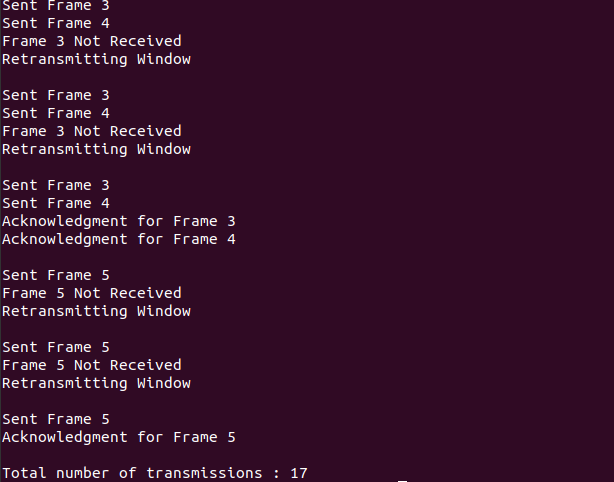 Sent Frame 3
Sent Frame 4
Frame 3 Not Received
Retransmitting Window
Sent Frame 3
Sent Frame 4
Frame 3 Not Received
Retransmitting Window
Sent Frame 3
Sent Frame 4
Acknowledgment for Frame 3
Acknowledgment for Frame 4
Sent Frame 5
Frame 5 Not Received
Retransmitting Window
Sent Frame 5
Frame 5 Not Received
Retransmitting Window
Sent Frame 5
Acknowledgment for Frame 5
Total number of transmissions : 17